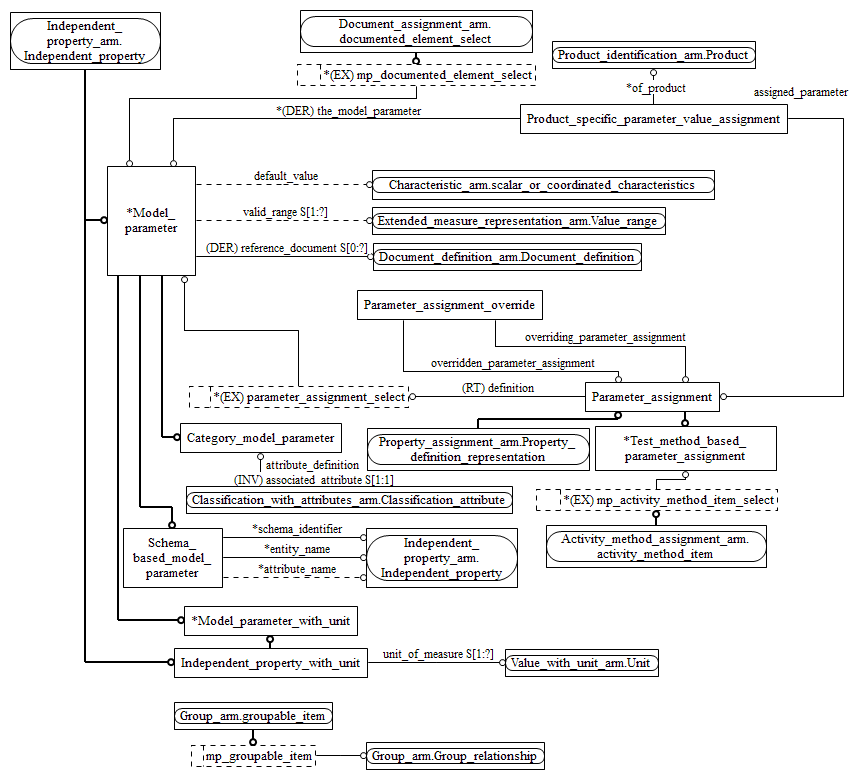 Independent_
property_arm.
Independent_property
Document_assignment_arm.
documented_element_select
*(EX) mp_documented_element_select
Product_identification_arm.Product
*of_product
assigned_parameter
*(DER) the_model_parameter
Product_specific_parameter_value_assignment
*Model_
parameter
default_value
Characteristic_arm.scalar_or_coordinated_characteristics
valid_range S[1:?]
Extended_measure_representation_arm.Value_range
(DER) reference_document S[0:?]
Document_definition_arm.Document_definition
Parameter_assignment_override
overriding_parameter_assignment
overridden_parameter_assignment
*(EX) parameter_assignment_select
(RT) definition
Parameter_assignment
Category_model_parameter
Property_assignment_arm.Property_
definition_representation
*Test_method_based_
parameter_assignment
attribute_definition
(INV) associated_attribute S[1:1]
Classification_with_attributes_arm.Classification_attribute
*(EX) mp_activity_method_item_select
Schema_
based_model_
parameter
*schema_identifier
*entity_name
*attribute_name
Independent_
property_arm.
Independent_property
Activity_method_assignment_arm.
activity_method_item
*Model_parameter_with_unit
Independent_property_with_unit
unit_of_measure S[1:?]
Value_with_unit_arm.Unit
Group_arm.groupable_item
mp_groupable_item
Group_arm.Group_relationship